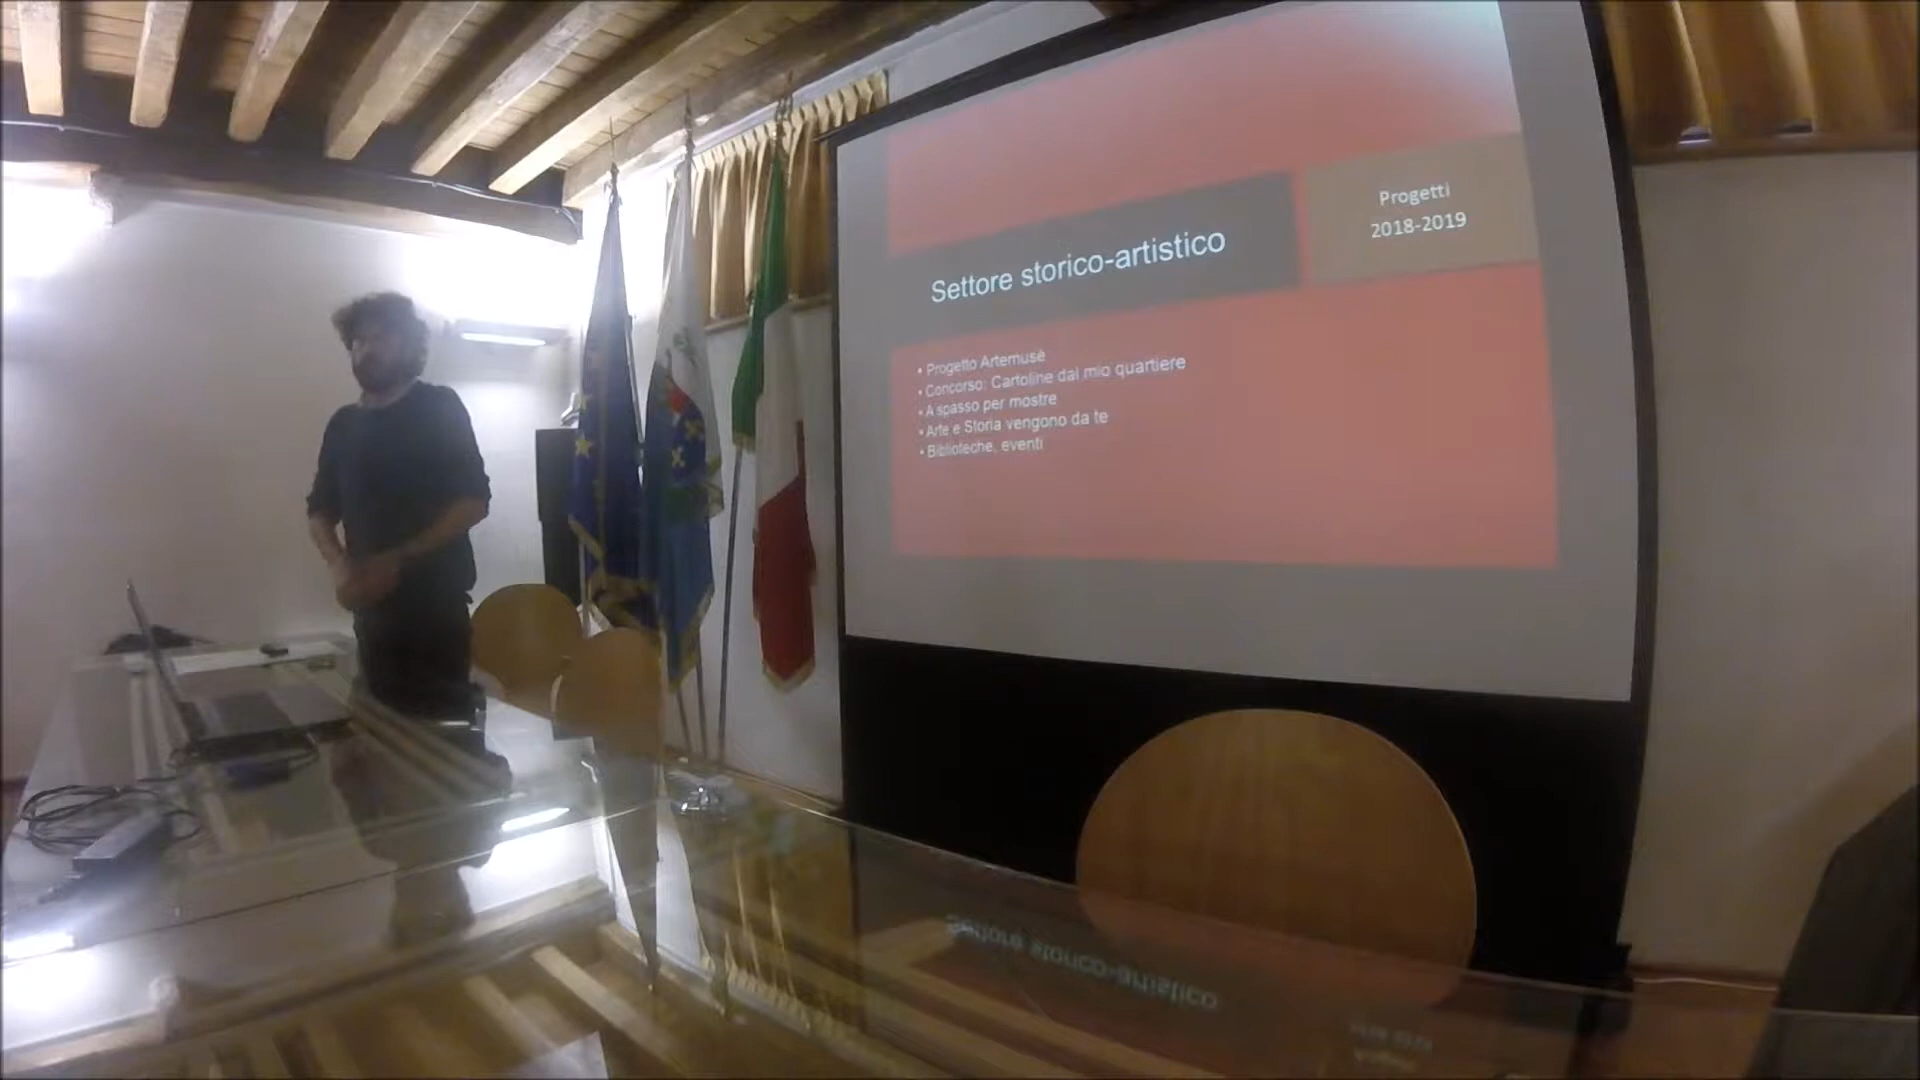 Settore storico-artistico
Progetti
2018-2019
• Progetto Artemusè
• Concorso: Cartoline dal mio quartiere
• A spasso per mostre
• Arte e Storia vengono da te
• Biblioteche, eventi